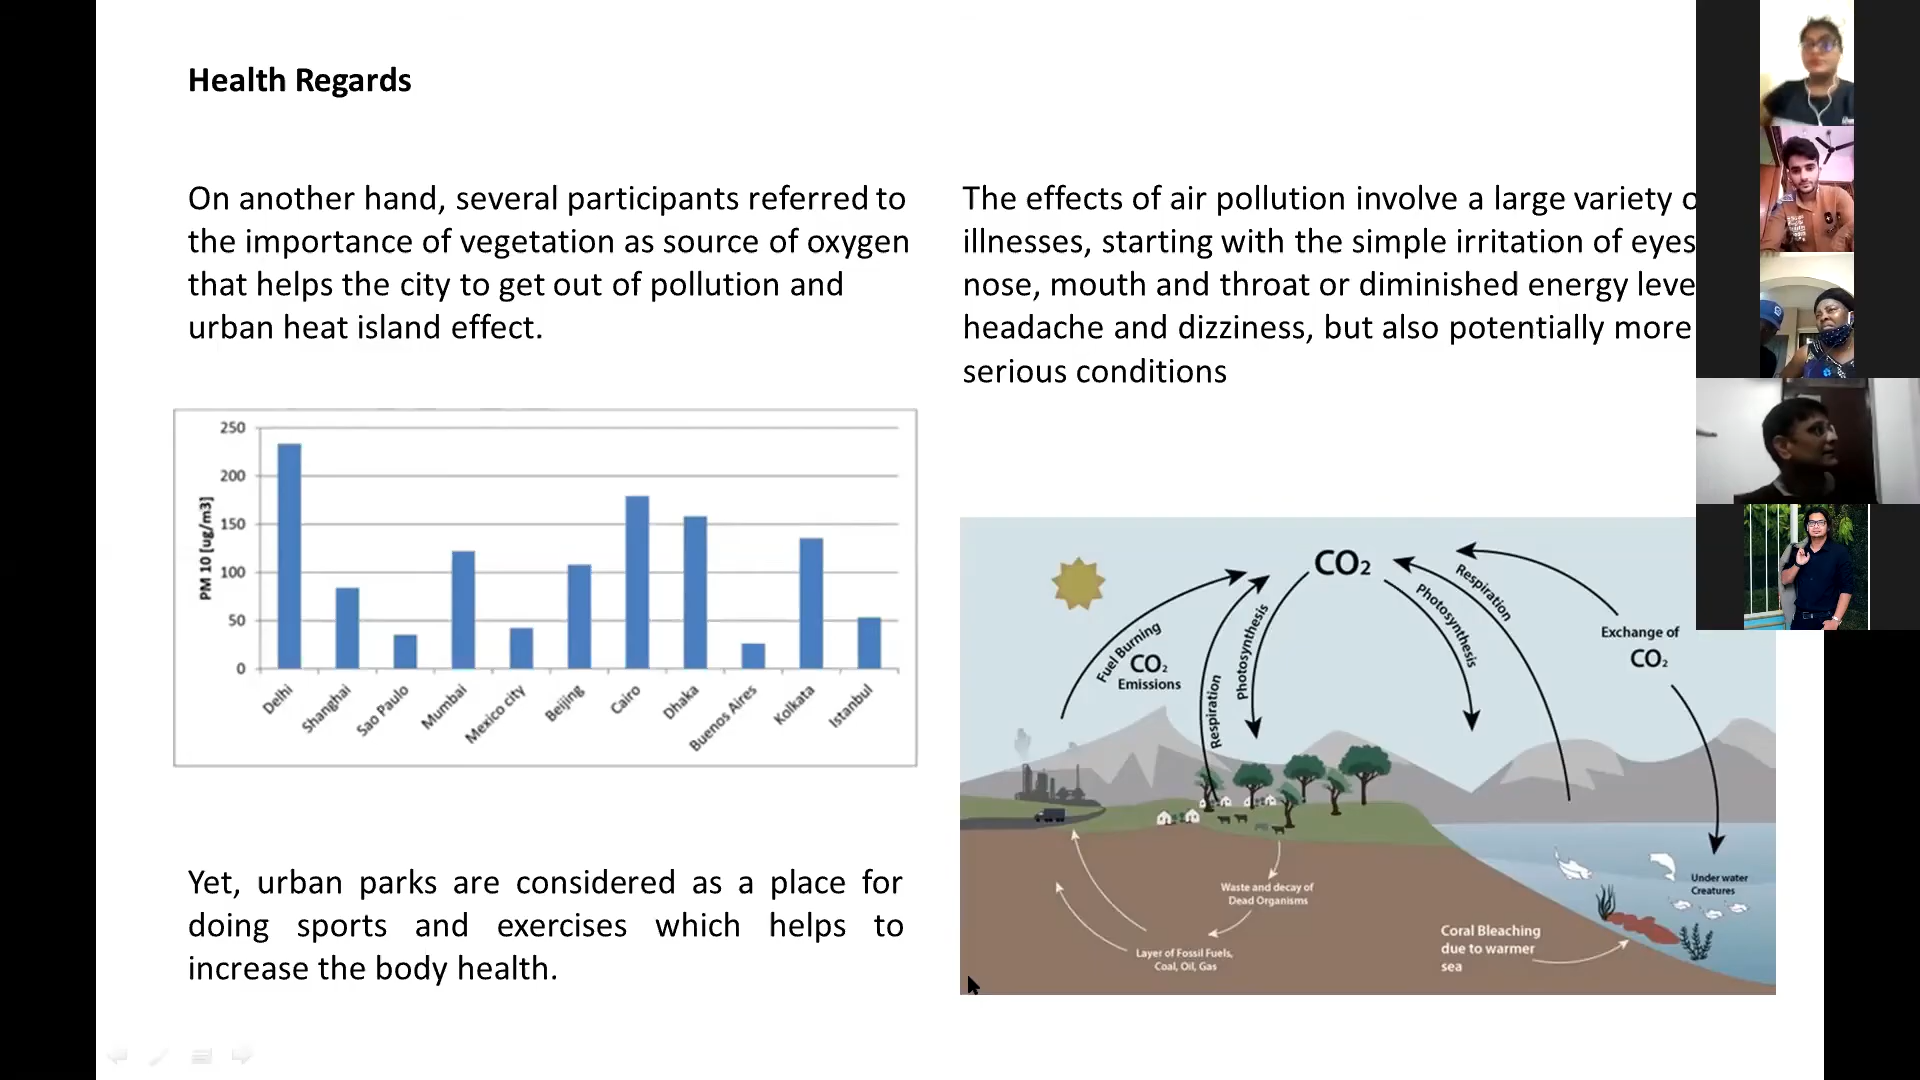 Health Regards
On another hand, several participants referred to
the importance of vegetation as source of oxygen
that helps the city to get out of pollution and
urban heat island effect.
The effects of air pollution involve a large variety o
illnesses, starting with the simple irritation of eyes
nose, mouth and throat or diminished energy leve
headache and dizziness, but also potentially more
serious conditions
PM 10 [ug/m3]
250
200
150
100
50
0
Delhi
Shanghai
Sao Paulo
Mumbai
Mexico city
Beijing
Cairo
Dhaka
Buenos Aires
Kolkata
Istanbul
Yet, urban parks are considered as a place for
doing sports and exercises which helps to
increase the body health.
CO2
Fuel Burning
CO2
Emissions
Respiration
Photosynthesis
Photosynthesis
Respiration
Exchange of
CO2
Waste and decay of
Dead Organisms
Layer of Fossil Fuels,
Coal, Oil, Gas
Coral Bleaching
due to warmer
sea
Under water
Creatures